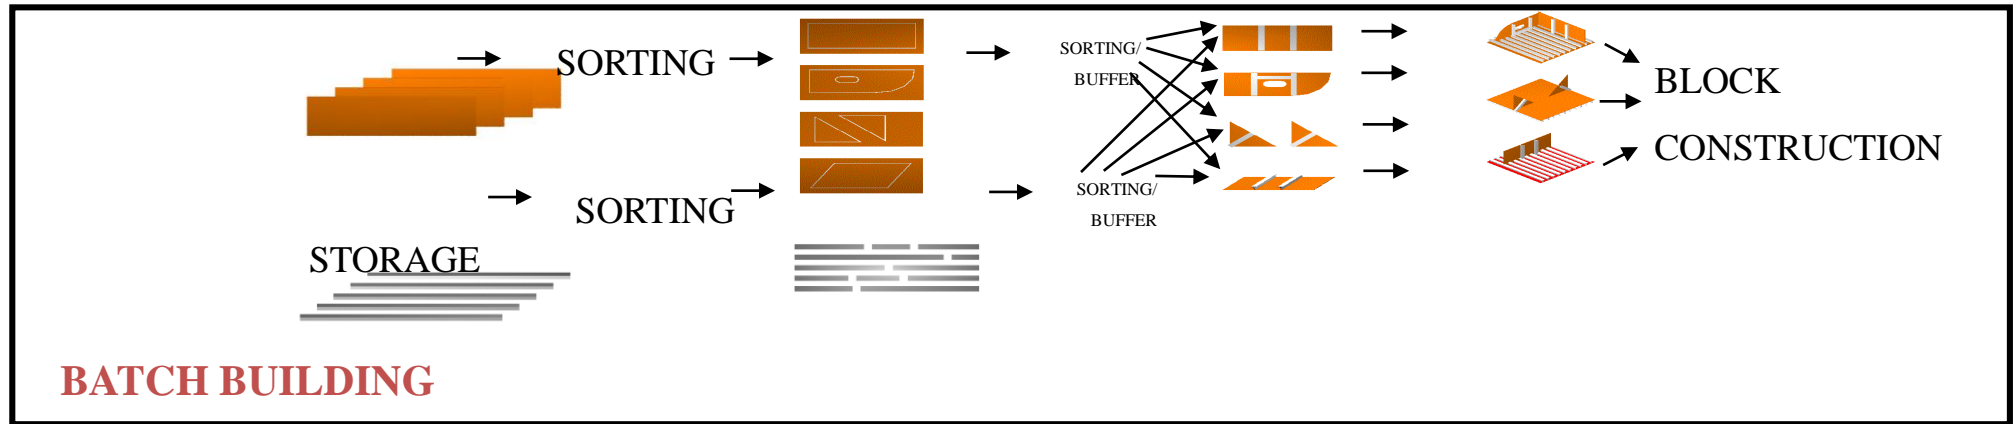 SORTING
SORTING/
BUFFER
BLOCK
CONSTRUCTION
SORTING
SORTING/
BUFFER
STORAGE
BATCH BUILDING